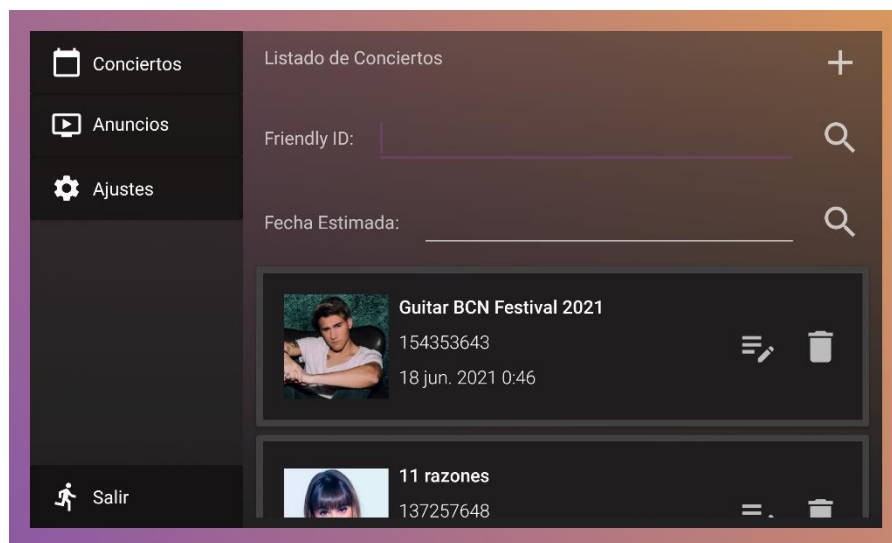 Conciertos
Anuncios
Ajustes
Salir
Listado de Conciertos
Friendly ID:
Fecha Estimada:
Guitar BCN Festival 2021
154353643
18 jun. 2021 0:46
11 razones
137257648